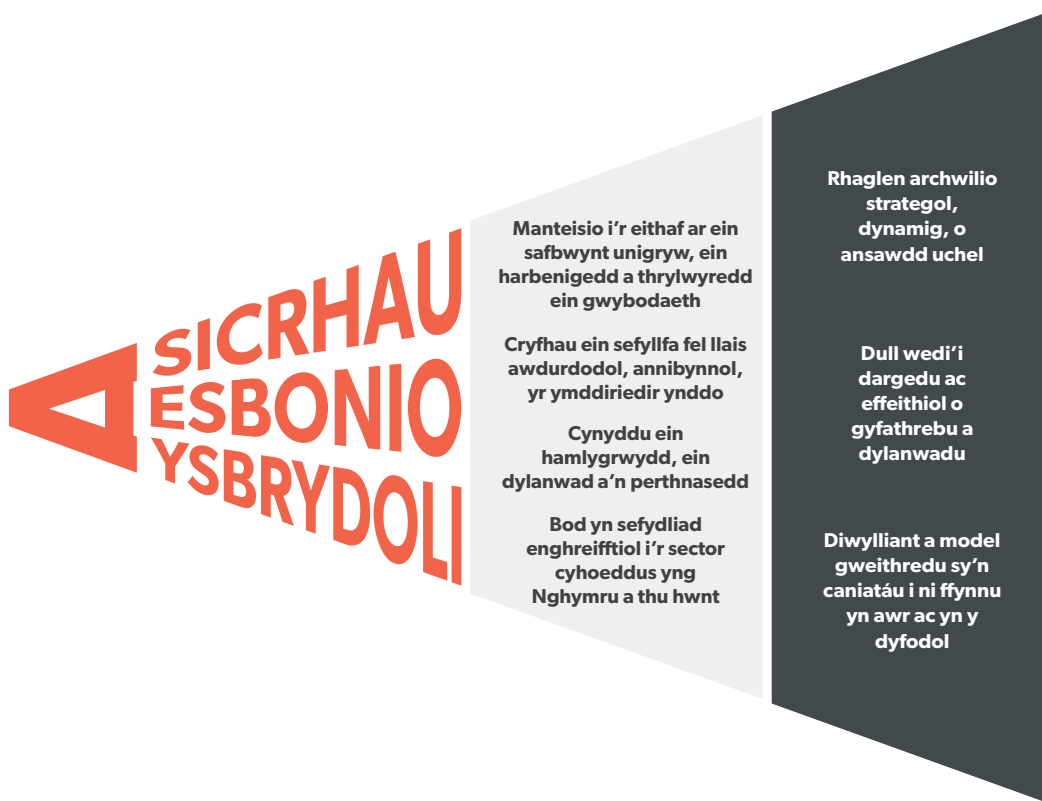 A
SICRHAU
ESBONIO
YSBRYDOLI
Manteisio i’r eithaf ar ein
safbwynt unigryw, ein
harbenigedd a thrylwyredd
ein gwybodaeth
Cryfhau ein sefyllfa fel llais
awdurdodol, annibynnol,
yr ymddiriedir ynddo
Cynyddu ein
hamlygrwydd, ein
dylanwad a’n perthnasedd
Bod yn sefydliad
enghreifftiol i’r sector
cyhoeddus yng
Nghymru a thu hwnt
Rhaglen archwilio
strategol,
dynamig, o
ansawdd uchel
Dull wedi’i
dargedu ac
effeithiol o
gyfathrebu a
dylanwadu
Diwylliant a model
gweithredu sy’n
caniatáu i ni ffynnu
yn awr ac yn y
dyfodol